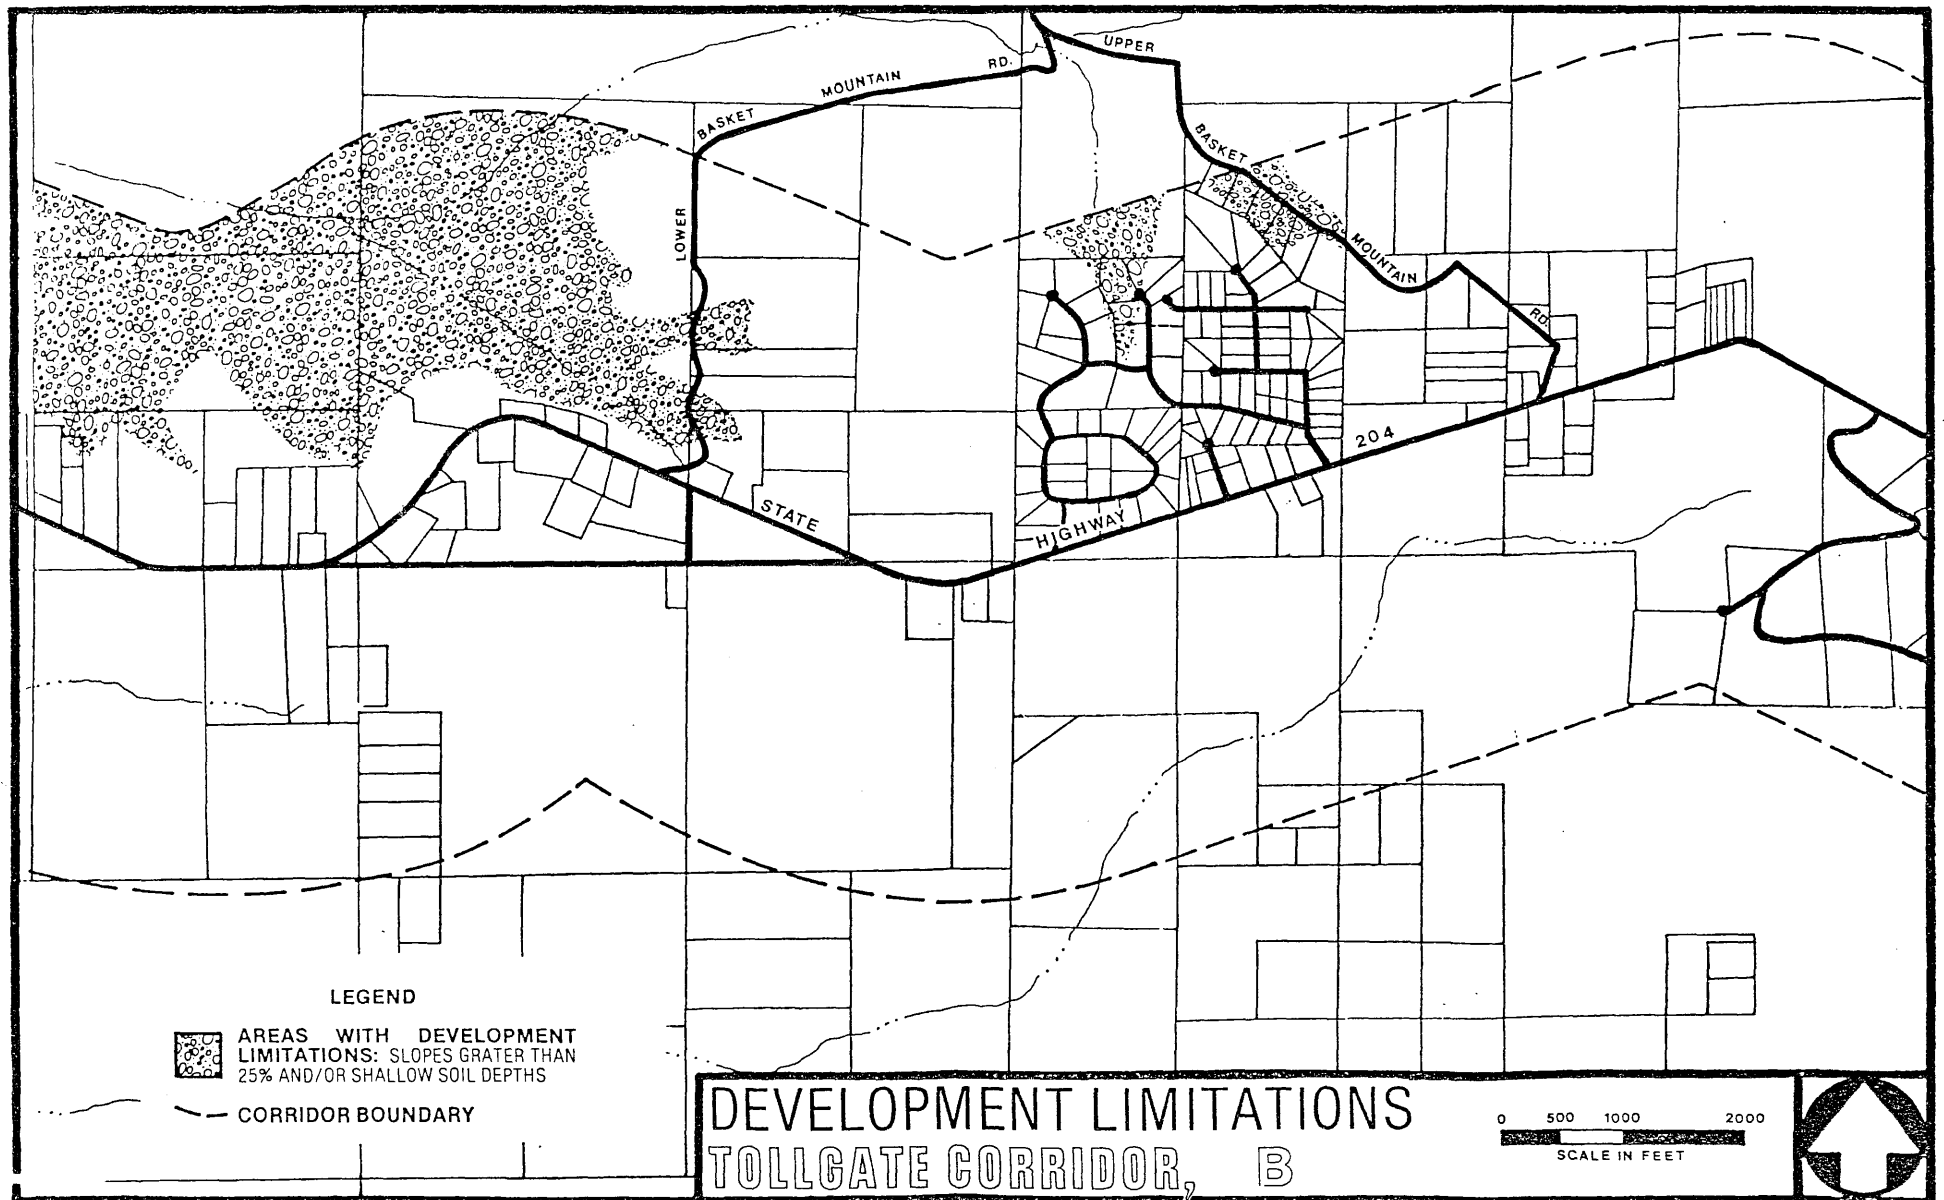 UPPER
BASKET MOUNTAIN RD.
BASKET MOUNTAIN RD.
LOWER
STATE HIGHWAY 204
LEGEND
AREAS WITH DEVELOPMENT
LIMITATIONS: SLOPES GRATER THAN
25% AND/OR SHALLOW SOIL DEPTHS
CORRIDOR BOUNDARY
DEVELOPMENT LIMITATIONS
TOLLGATE CORRIDOR, B
0 500 1000 2000
SCALE IN FEET